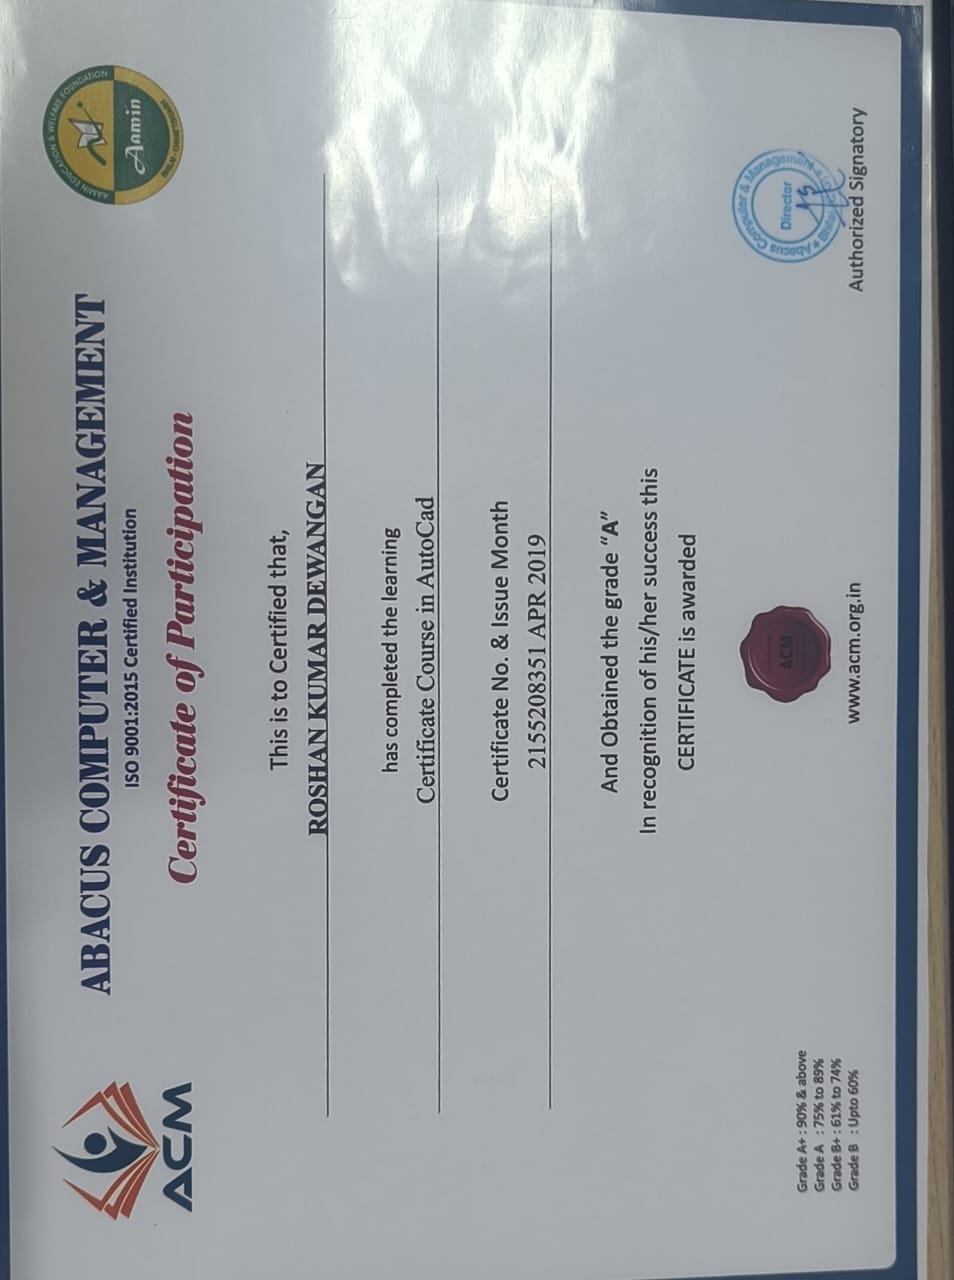 ACM
ABACUS COMPUTER & MANAGEMENT
ISO 9001:2015 Certified Institution
Certificate of Participation
AAMIN EDUCATION & WELFARE FOUNDATION
Aamin
BHILAI - CHHATTISGARH
This is to Certified that,
ROSHAN KUMAR DEWANGAN
has completed the learning
Certificate Course in AutoCad
Certificate No. & Issue Month
2155208351 APR 2019
And Obtained the grade “A”
In recognition of his/her success this
CERTIFICATE is awarded
Grade A+ : 90% & above
Grade A : 75% to 89%
Grade B+ : 61% to 74%
Grade B : Upto 60%
ACM
www.acm.org.in
Abacus Computer & Management
Director
Bhilai
Authorized Signatory